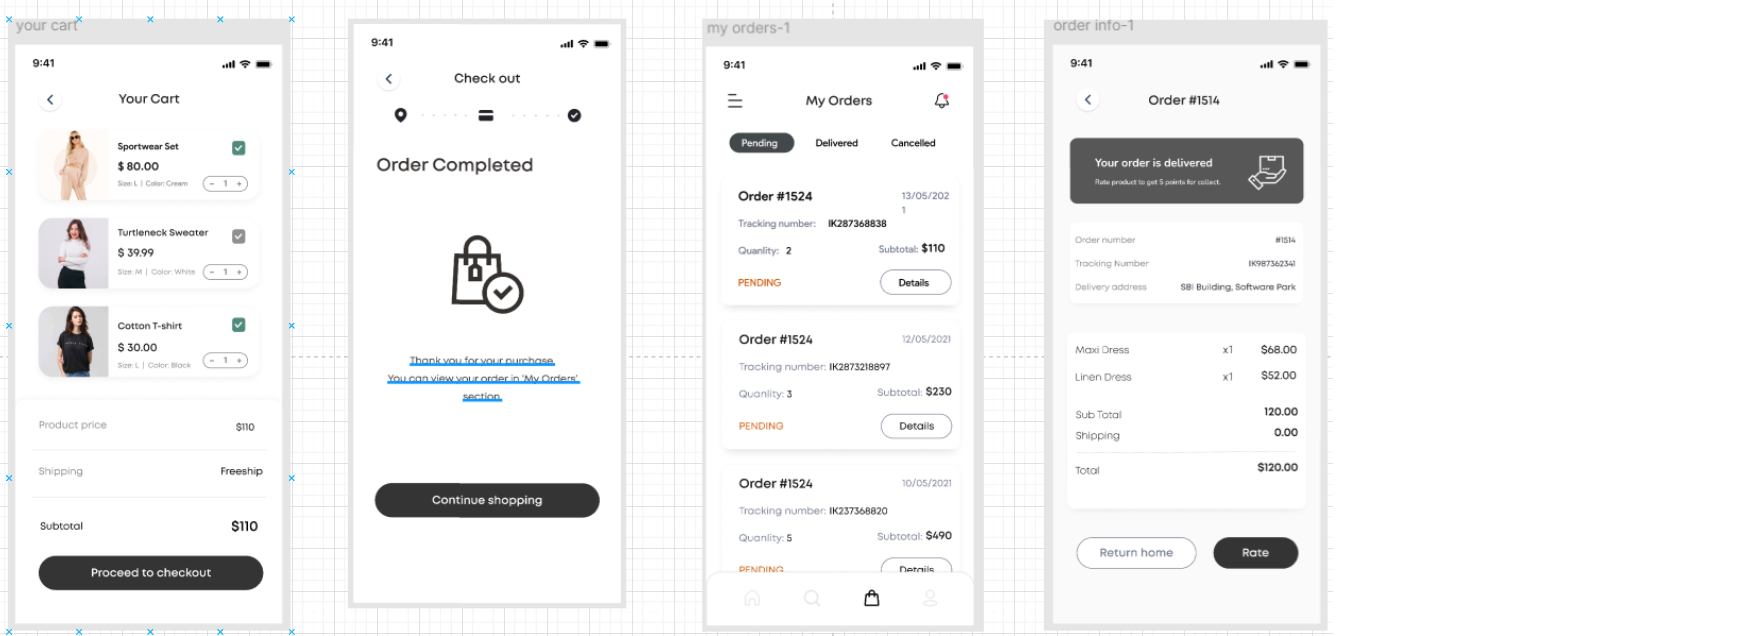 your cart
9:41
Your Cart
Sportwear Set
$ 80.00
Size: L | Color: Cream
- 1 +
Turtleneck Sweater
$ 39.99
Size: M | Color: White
- 1 +
Cotton T-shirt
$ 30.00
Size: L | Color: Black
- 1 +
Product price $110
Shipping Freeship
Subtotal $110
Proceed to checkout
9:41
Check out
Order Completed
Thank you for your purchase.
You can view your order in 'My Orders'
section.
Continue shopping
my orders-1
9:41
My Orders
Pending Delivered Cancelled
Order #1524 13/05/202
1
Tracking number: IK287368838
Quanlity: 2 Subtotal: $110
PENDING Details
Order #1524 12/05/2021
Tracking number: IK2873218897
Quanlity: 3 Subtotal: $230
PENDING Details
Order #1524 10/05/2021
Tracking number: IK237368820
Quanlity: 5 Subtotal: $490
PENDING Details
order info-1
9:41
Order #1514
Your order is delivered
Rate product to get 5 points for collect.
Order number #1514
Tracking Number IK987362341
Delivery address SBI Building, Software Park
Maxi Dress x1 $68.00
Linen Dress x1 $52.00
Sub Total 120.00
Shipping 0.00
Total $120.00
Return home Rate